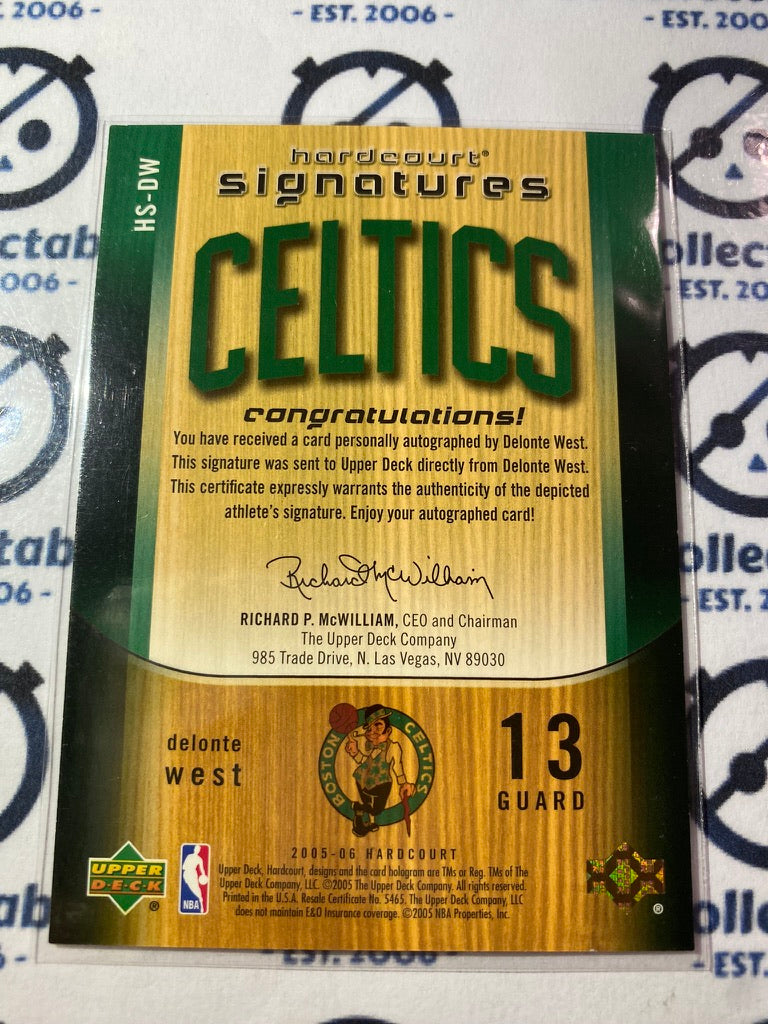 - EST. 2006 -
- EST. 2006 -
- EST. 2006 -
HS-DW
hardcourt®
signatures
CELTICS
congratulations!
You have received a card personally autographed by Delonte West.
This signature was sent to Upper Deck directly from Delonte West.
This certificate expressly warrants the authenticity of the depicted
athlete's signature. Enjoy your autographed card!
Richard McWilliam
RICHARD P. McWILLIAM, CEO and Chairman
The Upper Deck Company
985 Trade Drive, N. Las Vegas, NV 89030
delonte
west
BOSTON CELTICS
13
GUARD
2005-06 HARDCOURT
UPPER
DECK
®
NBA
Upper Deck, Hardcourt, designs and the card hologram are TMs or Reg. TMs of The
Upper Deck Company, LLC. ©2005 The Upper Deck Company. All rights reserved.
Printed in the U.S.A. Resale Certificate No. 5465. The Upper Deck Company, LLC
does not maintain E&O Insurance coverage. ©2005 NBA Properties, Inc.
®